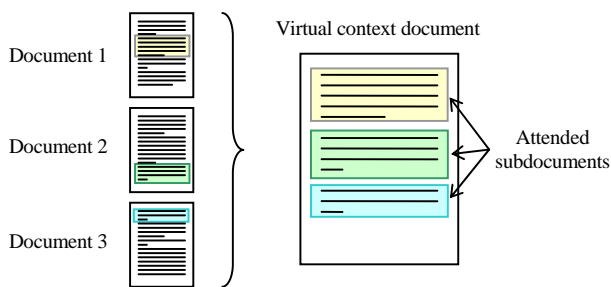 Virtual context document
Document 1
Document 2
Document 3
Attended
subdocuments